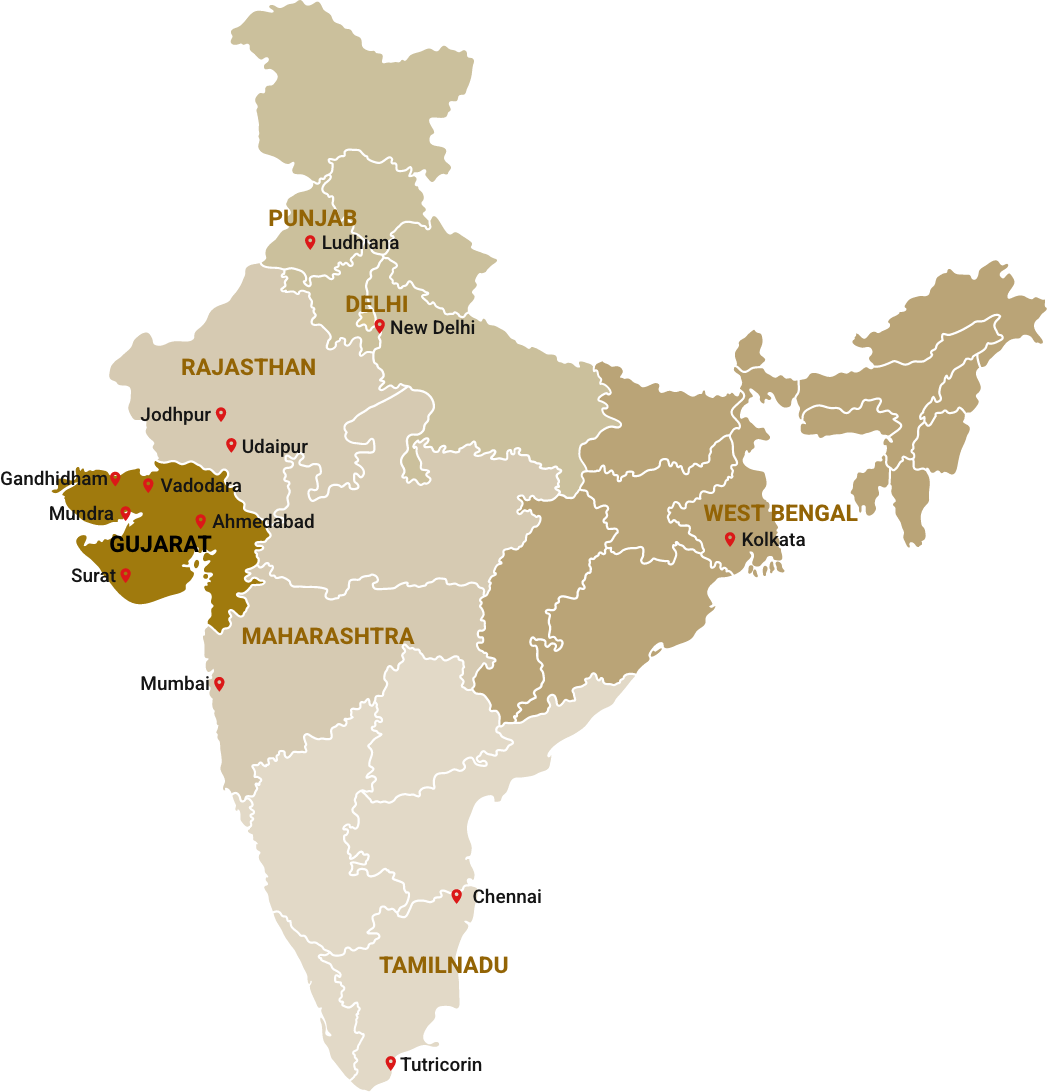 PUNJAB
Ludhiana
DELHI
New Delhi
RAJASTHAN
Jodhpur
Udaipur
Gandhidham
Vadodara
Mundra
Ahmedabad
GUJARAT
Surat
WEST BENGAL
Kolkata
MAHARASHTRA
Mumbai
Chennai
TAMILNADU
Tutricorin